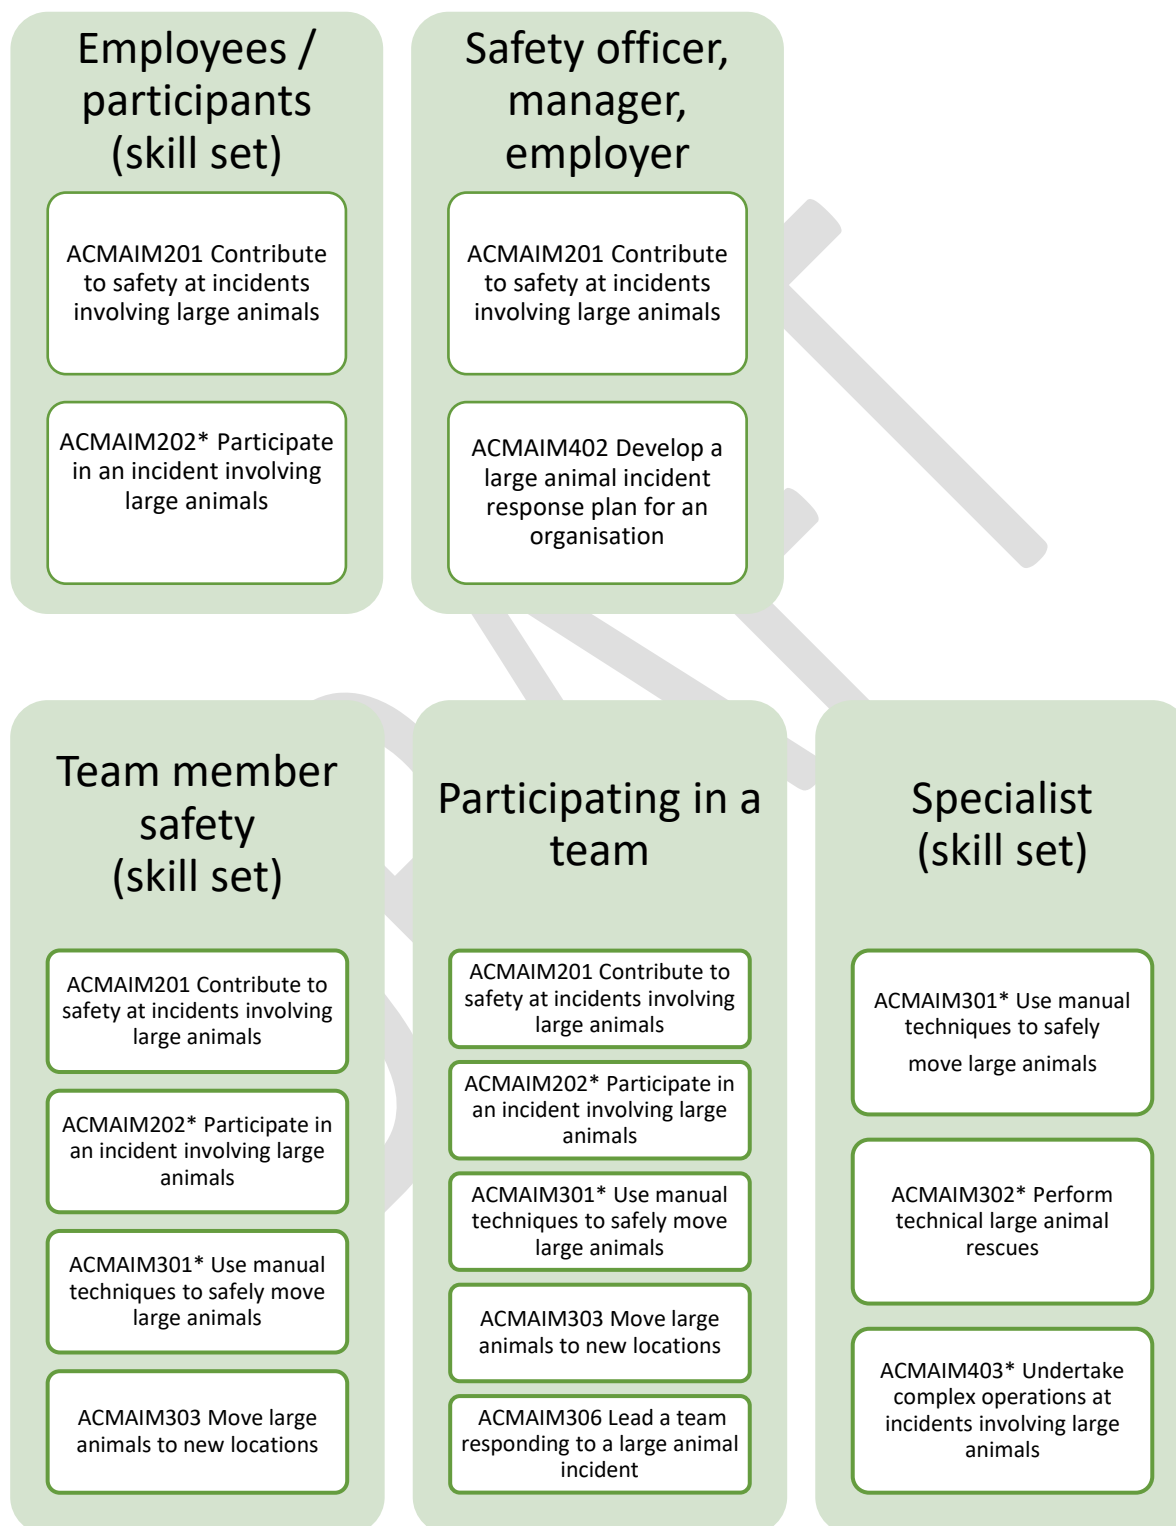 Employees /
participants
(skill set)
ACMAIM201 Contribute
to safety at incidents
involving large animals
ACMAIM202* Participate
in an incident involving
large animals
Safety officer,
manager,
employer
ACMAIM201 Contribute
to safety at incidents
involving large animals
ACMAIM402 Develop a
large animal incident
response plan for an
organisation
Team member
safety
(skill set)
ACMAIM201 Contribute to
safety at incidents involving
large animals
ACMAIM202* Participate in
an incident involving large
animals
ACMAIM301* Use manual
techniques to safely move
large animals
ACMAIM303 Move large
animals to new locations
Participating in a
team
ACMAIM201 Contribute to
safety at incidents involving
large animals
ACMAIM202* Participate in
an incident involving large
animals
ACMAIM301* Use manual
techniques to safely move
large animals
ACMAIM303 Move large
animals to new locations
ACMAIM306 Lead a team
responding to a large animal
incident
Specialist
(skill set)
ACMAIM301* Use manual
techniques to safely
move large animals
ACMAIM302* Perform
technical large animal
rescues
ACMAIM403* Undertake
complex operations at
incidents involving large
animals